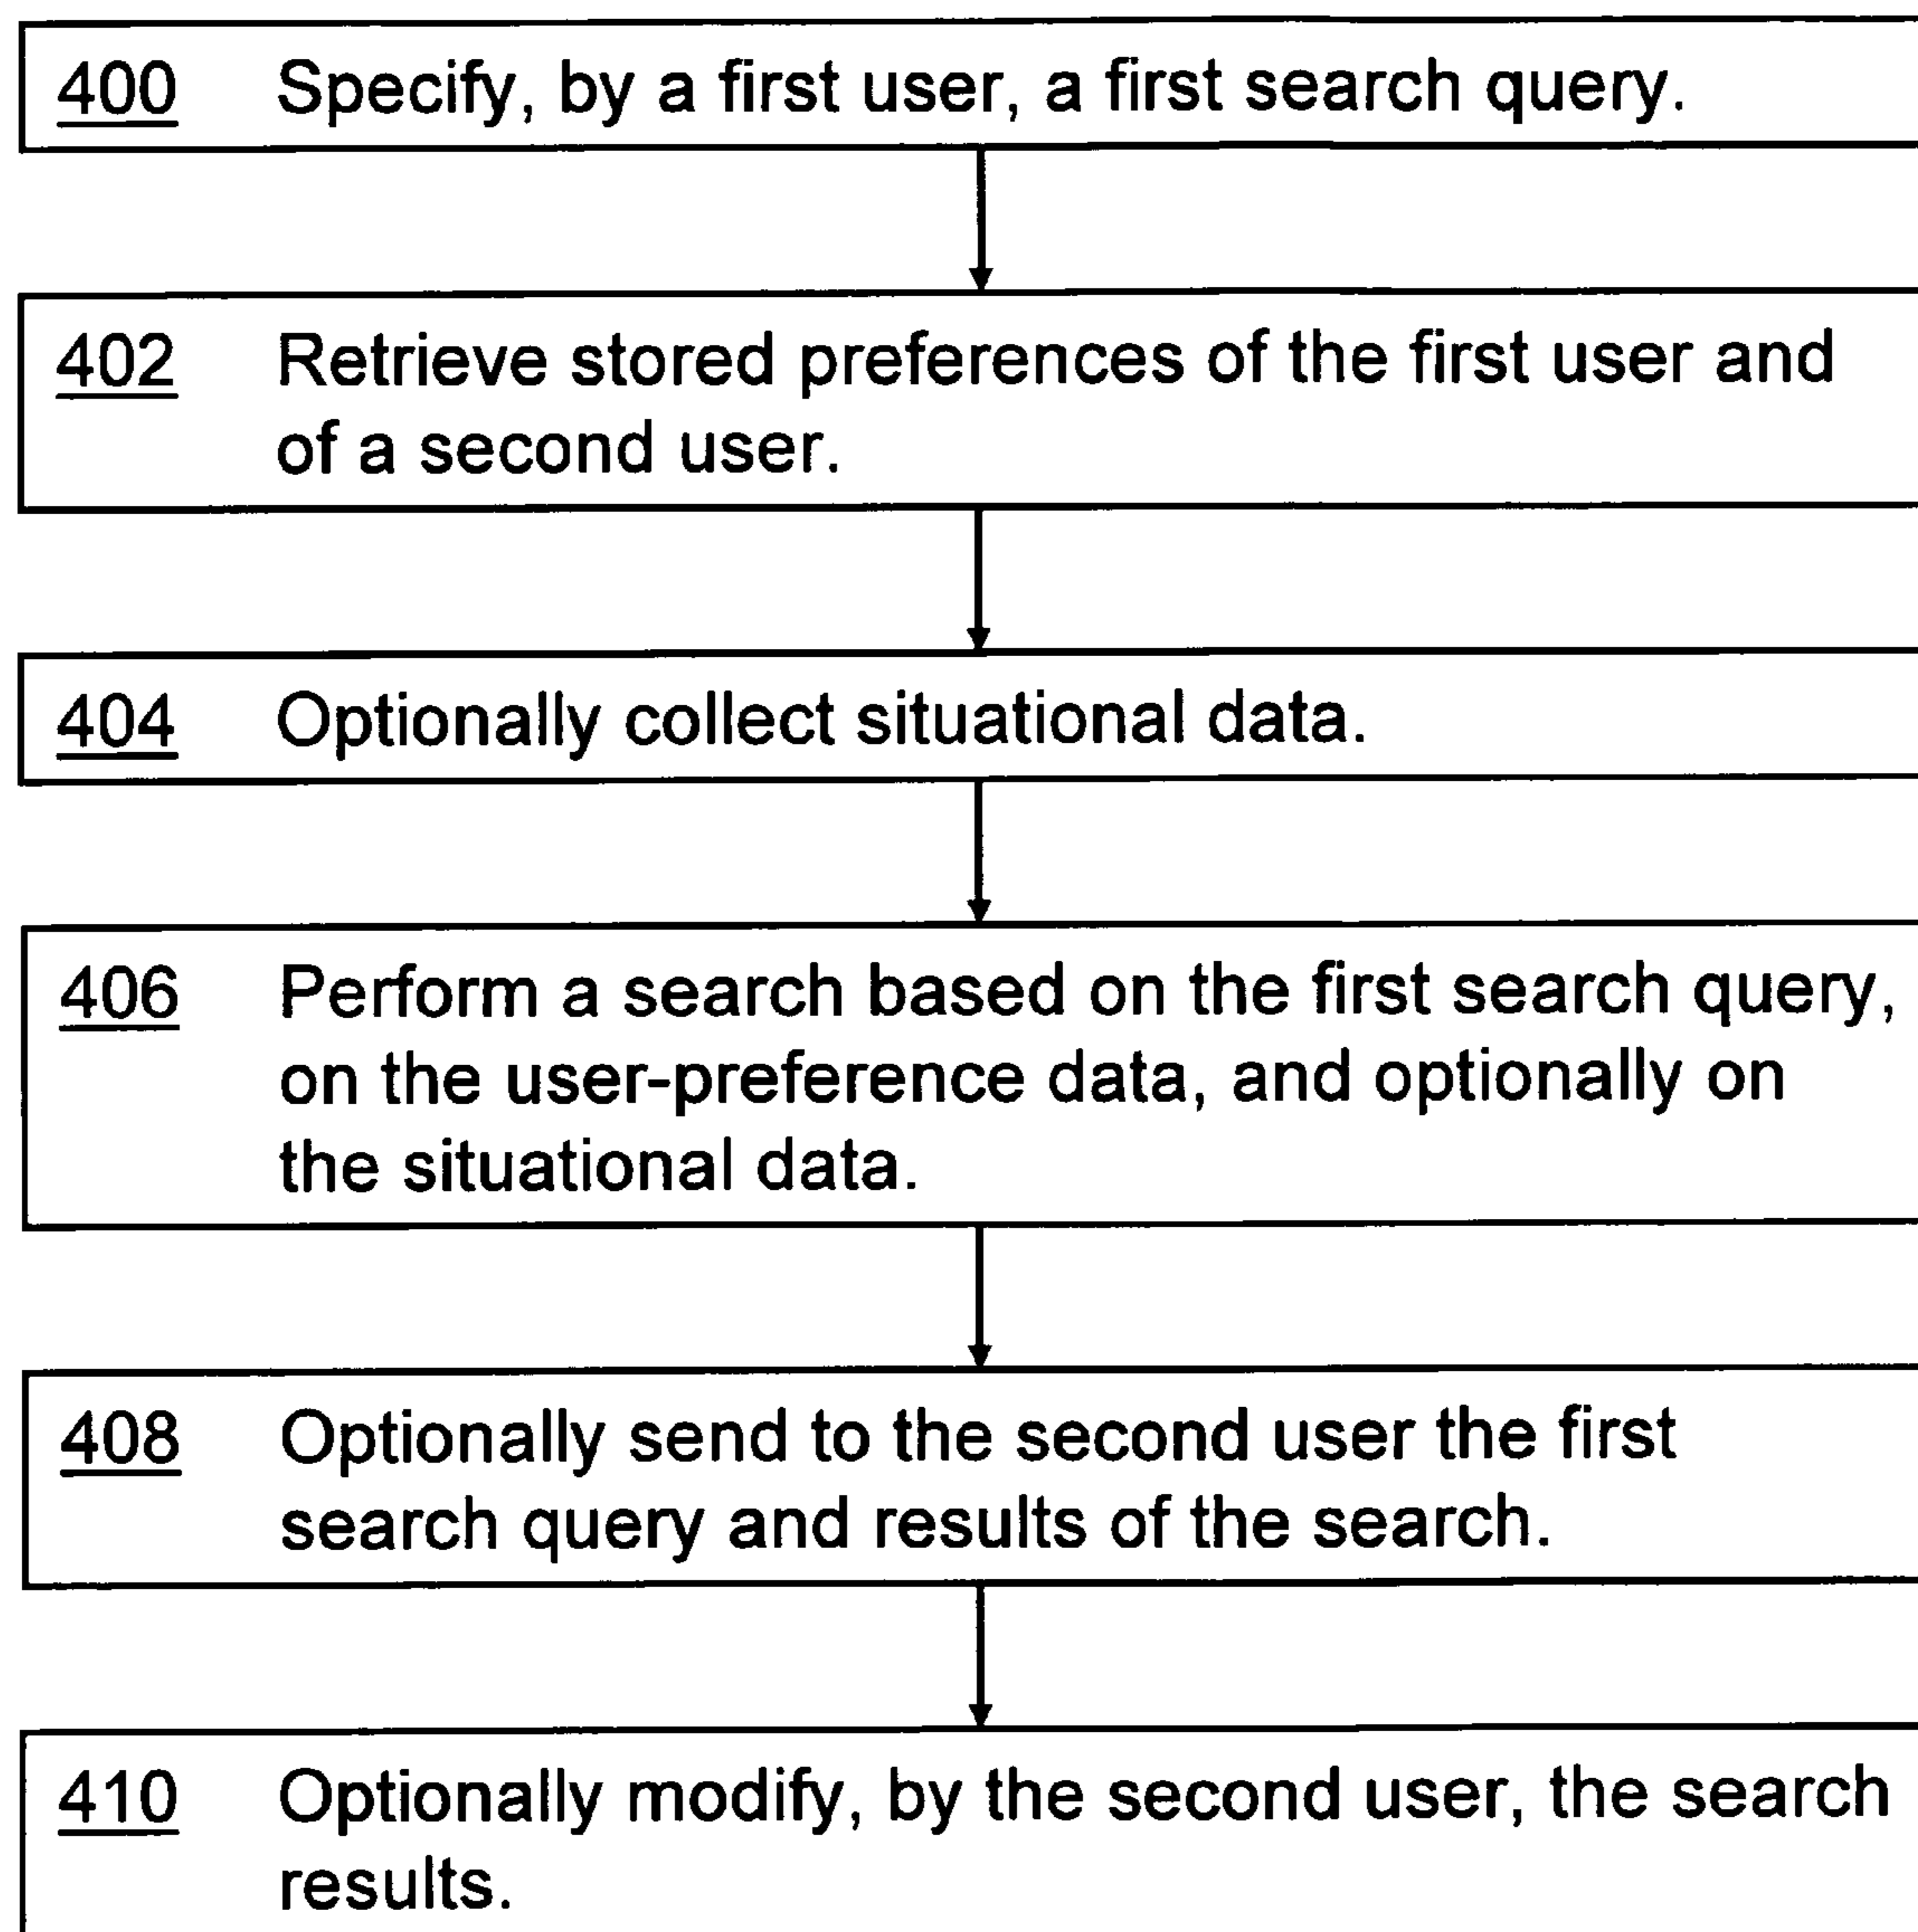 400 Specify, by a first user, a first search query.
402 Retrieve stored preferences of the first user and
of a second user.
404 Optionally collect situational data.
406 Perform a search based on the first search query,
on the user-preference data, and optionally on
the situational data.
408 Optionally send to the second user the first
search query and results of the search.
410 Optionally modify, by the second user, the search
results.